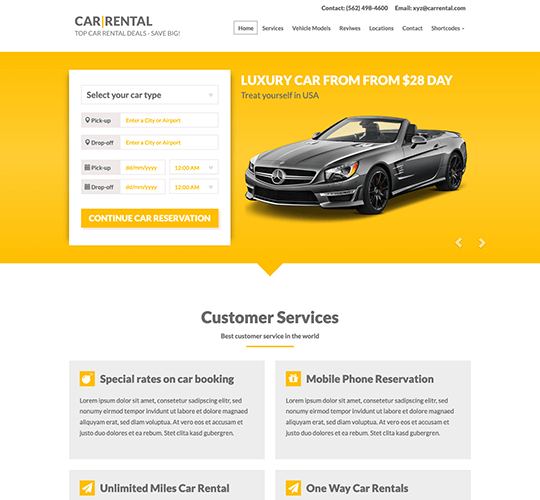 Contact: (562) 498-4600 Email: xyz@carrental.com
CAR|RENTAL
TOP CAR RENTAL DEALS - SAVE BIG!
Home Services Vehicle Models Reviwes Locations Contact Shortcodes
Select your car type
Pick-up Enter a City or Airport
Drop-off Enter a City or Airport
Pick-up dd/mm/yyyy 12:00 AM
Drop-off dd/mm/yyyy 12:00 AM
CONTINUE CAR RESERVATION
LUXURY CAR FROM FROM $28 DAY
Treat yourself in USA
Customer Services
Best customer service in the world
Special rates on car booking
Lorem ipsum dolor sit amet, consetetur sadipscing elitr, sed diam
nonumy eirmod tempor invidunt ut labore et dolore magna
aliquyam erat, sed diam voluptua. At vero eos et accusam et justo
duo dolores et ea rebum. Stet clita kasd gubergren.
Mobile Phone Reservation
Lorem ipsum dolor sit amet, consetetur sadipscing elitr, sed diam
nonumy eirmod tempor invidunt ut labore et dolore magna
aliquyam erat, sed diam voluptua. At vero eos et accusam et justo
duo dolores et ea rebum. Stet clita kasd gubergren.
Unlimited Miles Car Rental
One Way Car Rentals